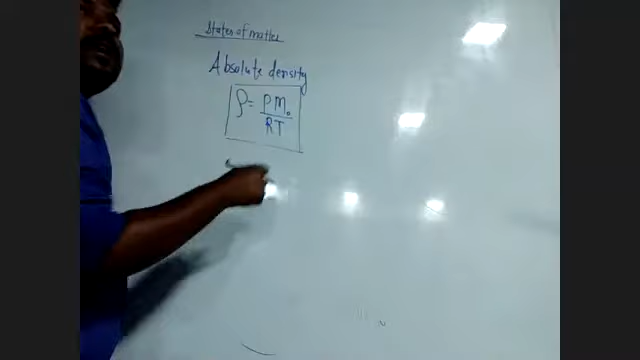 States of matter
Absolute density
ρ = PM₀
RT